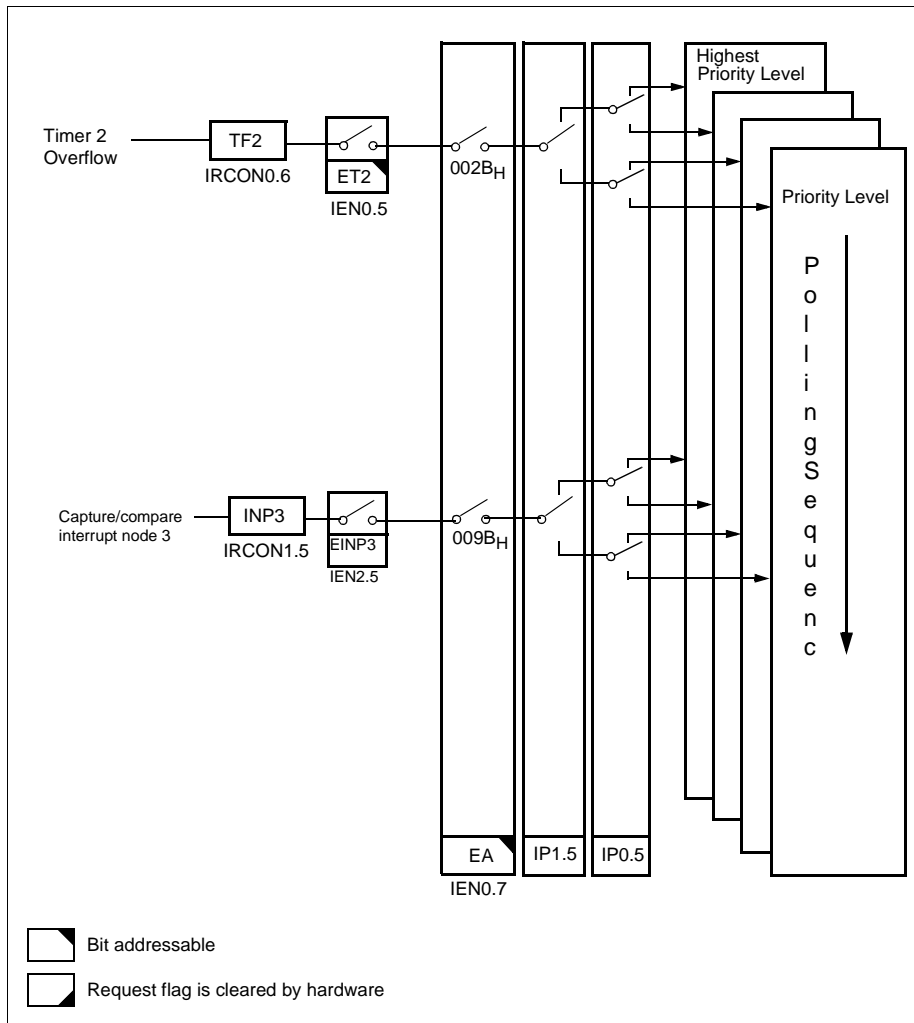 Highest
Priority Level
Timer 2
Overflow
TF2
IRCON0.6
ET2
IEN0.5
002BH
Priority Level
P
o
l
l
i
n
g
S
e
q
u
e
n
c
Capture/compare
interrupt node 3
INP3
IRCON1.5
EINP3
IEN2.5
009BH
EA
IEN0.7
IP1.5
IP0.5
Bit addressable
Request flag is cleared by hardware